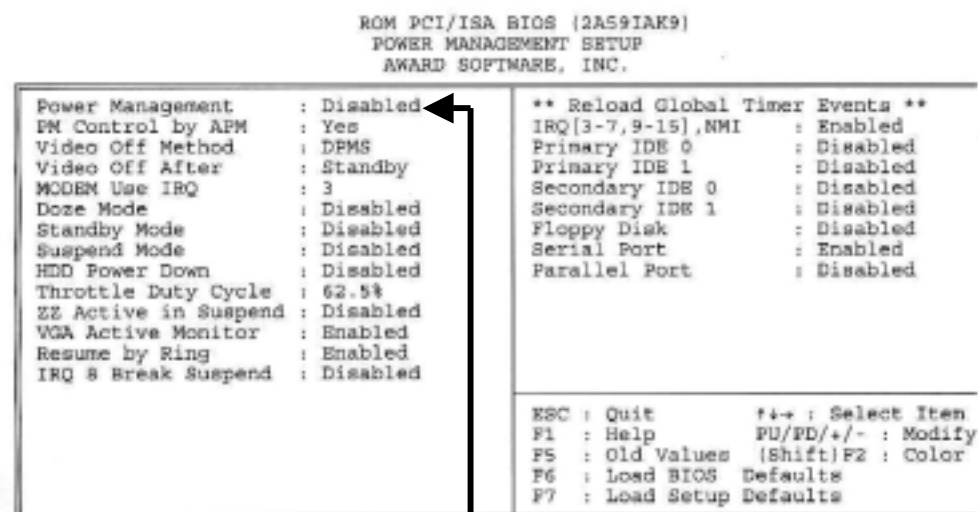 ROM PCI/ISA BIOS (2A59IAK9)
POWER MANAGEMENT SETUP
AWARD SOFTWARE, INC.
Power Management : Disabled
PM Control by APM : Yes
Video Off Method : DPMS
Video Off After : Standby
MODEM Use IRQ : 3
Doze Mode : Disabled
Standby Mode : Disabled
Suspend Mode : Disabled
HDD Power Down : Disabled
Throttle Duty Cycle : 62.5%
ZZ Active in Suspend : Disabled
VGA Active Monitor : Enabled
Resume by Ring : Enabled
IRQ 8 Break Suspend : Disabled
** Reload Global Timer Events **
IRQ[3-7,9-15],NMI : Enabled
Primary IDE 0 : Disabled
Primary IDE 1 : Disabled
Secondary IDE 0 : Disabled
Secondary IDE 1 : Disabled
Floppy Disk : Disabled
Serial Port : Enabled
Parallel Port : Disabled
ESC : Quit ↑↓→ : Select Item
F1 : Help PU/PD/+/- : Modify
F5 : Old Values (Shift)F2 : Color
F6 : Load BIOS Defaults
F7 : Load Setup Defaults